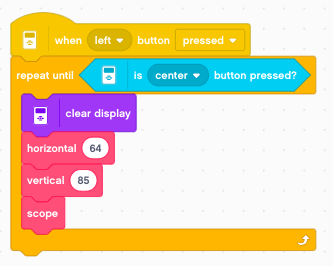 when left button pressed
repeat until is center button pressed?
clear display
horizontal 64
vertical 85
scope